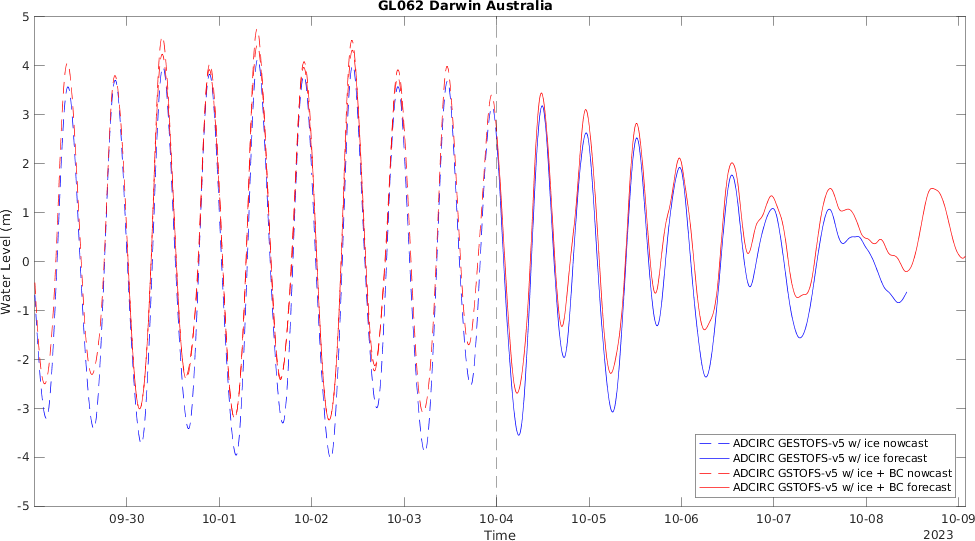 GL062 Darwin Australia
Water Level (m)
5
4
3
2
1
0
-1
-2
-3
-4
-5
ADCIRC GESTOFS-v5 w/ ice nowcast
ADCIRC GESTOFS-v5 w/ ice forecast
ADCIRC GSTOFS-v5 w/ ice + BC nowcast
ADCIRC GSTOFS-v5 w/ ice + BC forecast
09-30 10-01 10-02 10-03 10-04 10-05 10-06 10-07 10-08 10-09
Time
2023